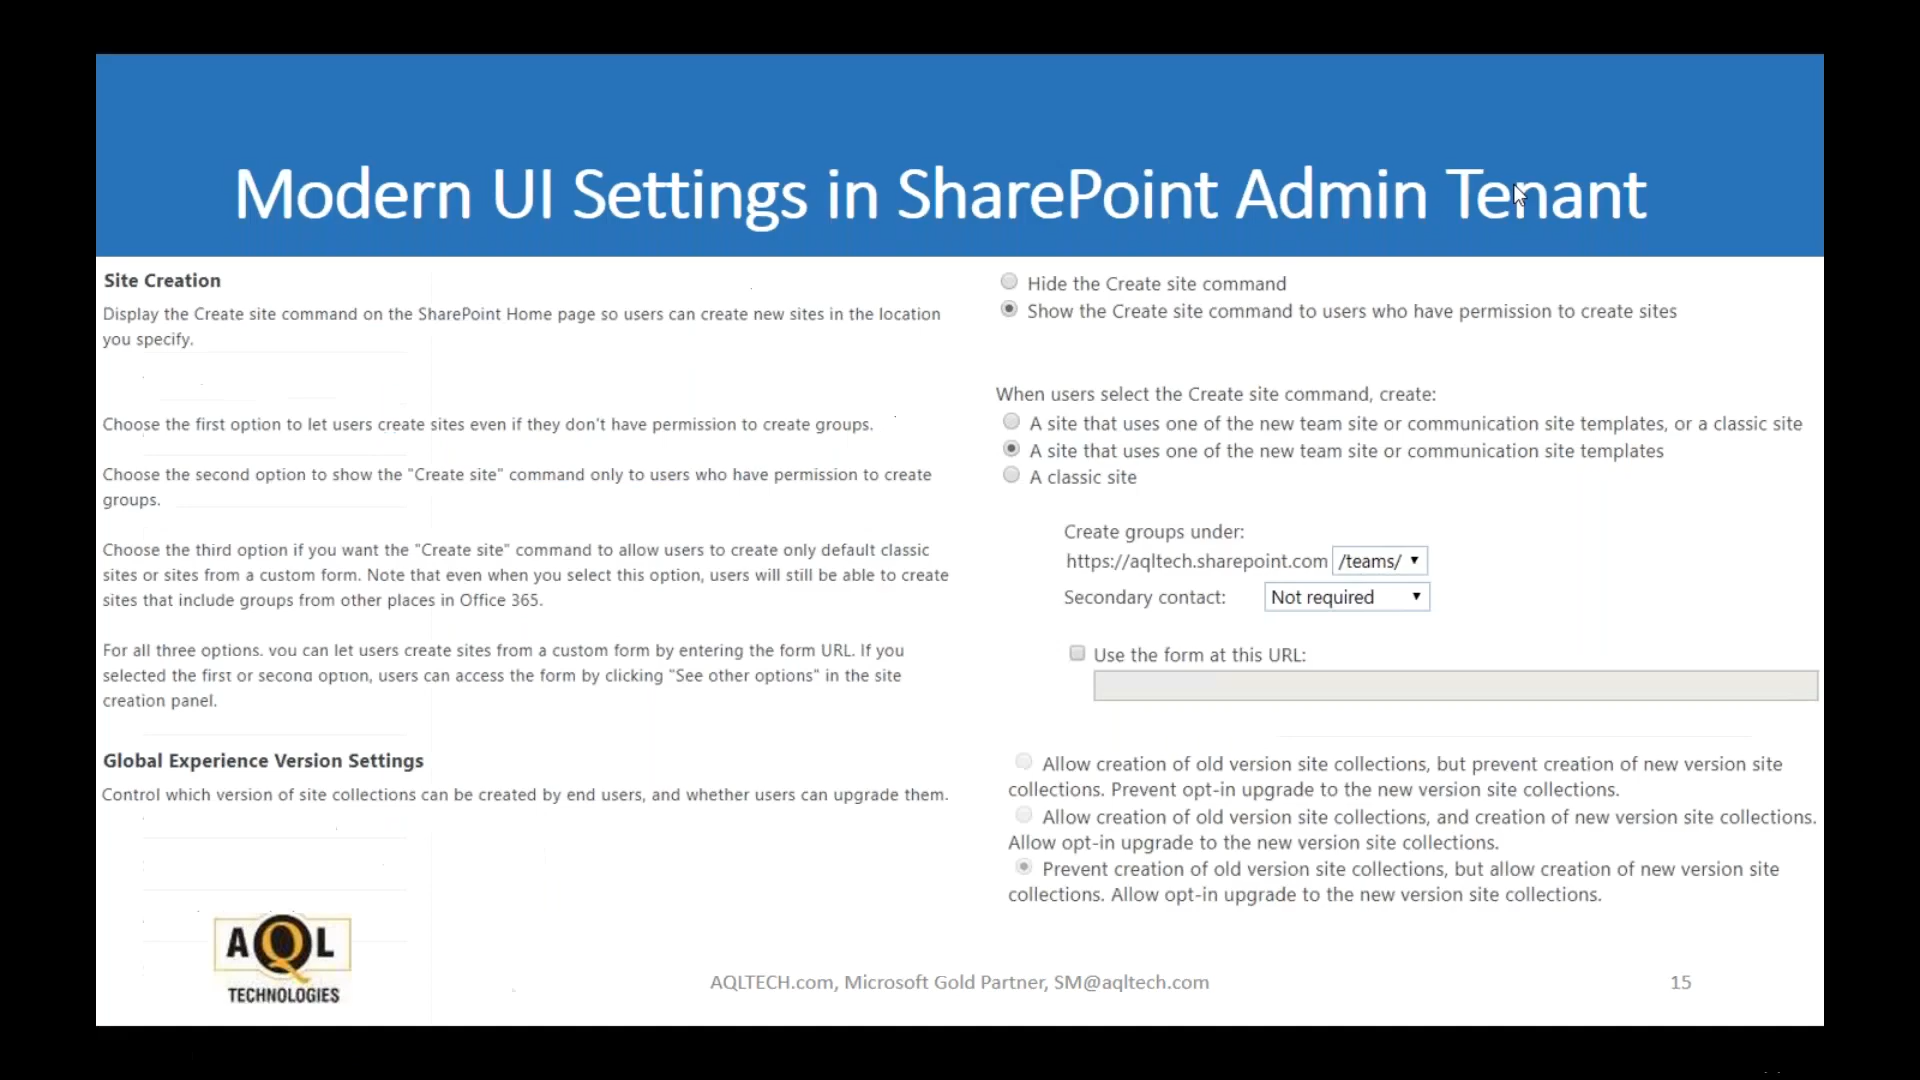 Modern UI Settings in SharePoint Admin Tenant
Site Creation
Display the Create site command on the SharePoint Home page so users can create new sites in the location
you specify.
Choose the first option to let users create sites even if they don't have permission to create groups.
Choose the second option to show the "Create site" command only to users who have permission to create
groups.
Choose the third option if you want the "Create site" command to allow users to create only default classic
sites or sites from a custom form. Note that even when you select this option, users will still be able to create
sites that include groups from other places in Office 365.
For all three options. you can let users create sites from a custom form by entering the form URL. If you
selected the first or second option, users can access the form by clicking "See other options" in the site
creation panel.
Global Experience Version Settings
Control which version of site collections can be created by end users, and whether users can upgrade them.
Hide the Create site command
Show the Create site command to users who have permission to create sites
When users select the Create site command, create:
A site that uses one of the new team site or communication site templates, or a classic site
A site that uses one of the new team site or communication site templates
A classic site
Create groups under:
https://aqltech.sharepoint.com /teams/
Secondary contact: Not required
Use the form at this URL:
Allow creation of old version site collections, but prevent creation of new version site
collections. Prevent opt-in upgrade to the new version site collections.
Allow creation of old version site collections, and creation of new version site collections.
Allow opt-in upgrade to the new version site collections.
Prevent creation of old version site collections, but allow creation of new version site
collections. Allow opt-in upgrade to the new version site collections.
AQL
TECHNOLOGIES
AQLTECH.com, Microsoft Gold Partner, SM@aqltech.com
15